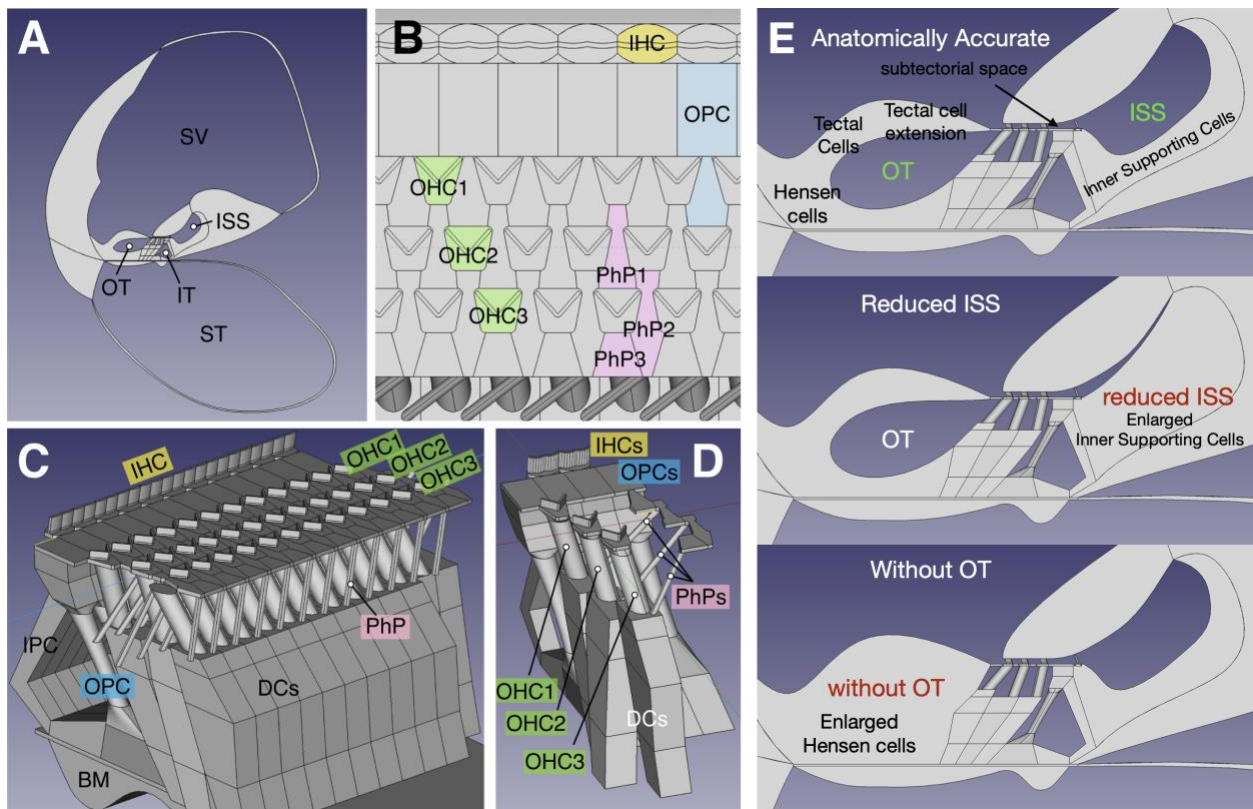 A
SV
ISS
OT
IT
ST
B
IHC
OPC
OHC1
OHC2
PhP1
OHC3
PhP2
PhP3
C
IHC
OHC1
OHC2
OHC3
PhP
IPC
OPC
DCs
BM
D
IHCs
OPCs
PhPs
OHC1
OHC2
DCs
OHC3
E
Anatomically Accurate
subtectorial space
ISS
Tectal
Cells
Tectal cell
extension
OT
Inner Supporting Cells
Hensen
cells
Reduced ISS
reduced ISS
Enlarged
Inner Supporting Cells
OT
Without OT
without OT
Enlarged
Hensen cells